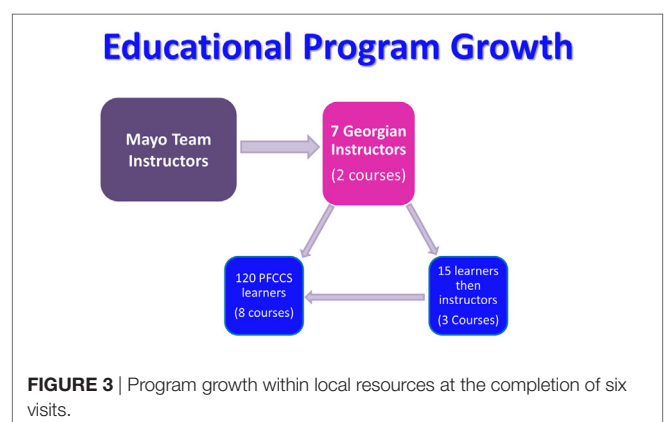 Educational Program Growth
Mayo Team
Instructors
7 Georgian
Instructors
(2 courses)
120 PFCCS
learners
(8 courses)
15 learners
then
instructors
(3 Courses)
FIGURE 3 | Program growth within local resources at the completion of six
visits.